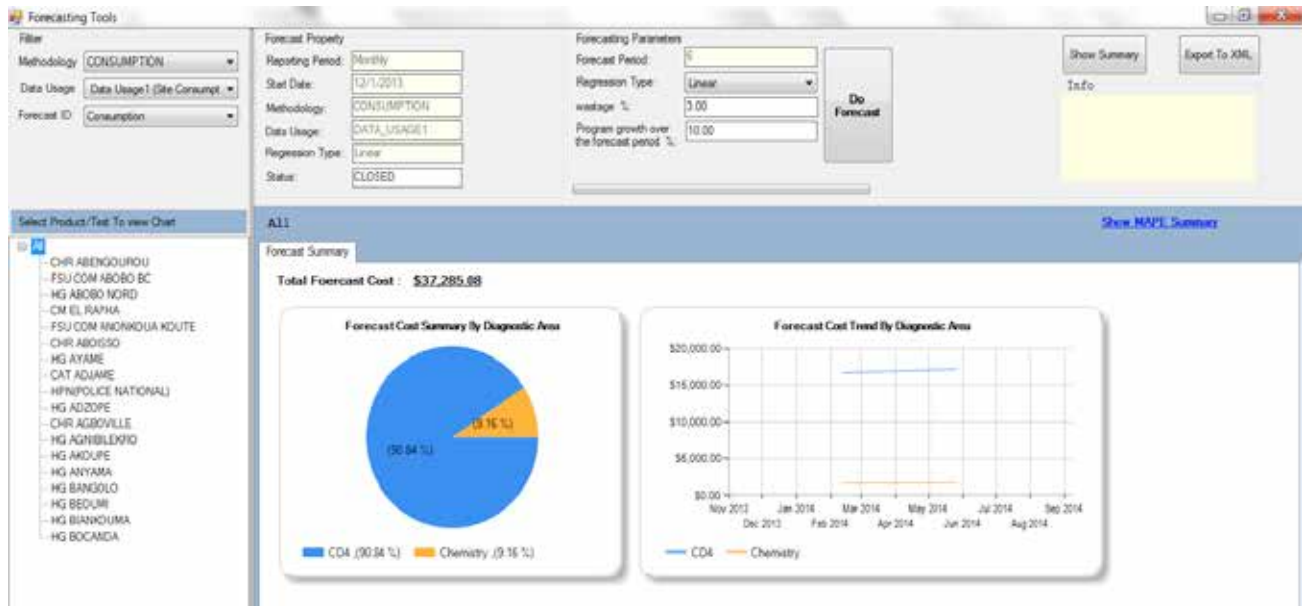 Forecasting Tools
Filter
Methodology CONSUMPTION
Data Usage Data Usage1 (Site Consumpt
Forecast ID Consumption
Forecast Property
Reporting Period: Monthly
Start Date: 12/1/2013
Methodology: CONSUMPTION
Data Usage: DATA_USAGE1
Regression Type: Linear
Status: CLOSED
Forecasting Parameters
Forecast Period: 6
Regression Type: Linear
wastage % 3.00
Program growth over
the forecast period %: 10.00
Do
Forecast
Show Summary
Export To XML
Info
Select Product/Test To view Chart
All
CHR ABENGOUROU
FSU COM ABOBO BC
HG ABOBO NORD
CM EL RAPHA
FSU COM ANONKOUA KOUTE
CHR ABOISSO
HG AYAME
CAT ADJAME
HPN(POLICE NATIONAL)
HG ADZOPE
CHR AGBOVILLE
HG AGNIBILEKRO
HG AKOUPE
HG ANYAMA
HG BANGOLO
HG BEOUMI
HG BIANKOUMA
HG BOCANDA
All
Show MAPE Summary
Forecast Summary
Total Foercant Cost : $37,285.08
Forecast Cost Summary By Diagnostic Area
(9.16 %)
(90.84 %)
CD4 ,(90.84 %) Chemistry ,(9.16 %)
Forecast Cost Trend By Diagnostic Area
$20,000.00
$15,000.00
$10,000.00
$5,000.00
$0.00
Nov 2013 Jan 2014 Mar 2014 May 2014 Jul 2014 Sep 2014
Dec 2013 Feb 2014 Apr 2014 Jun 2014 Aug 2014
CD4 Chemistry